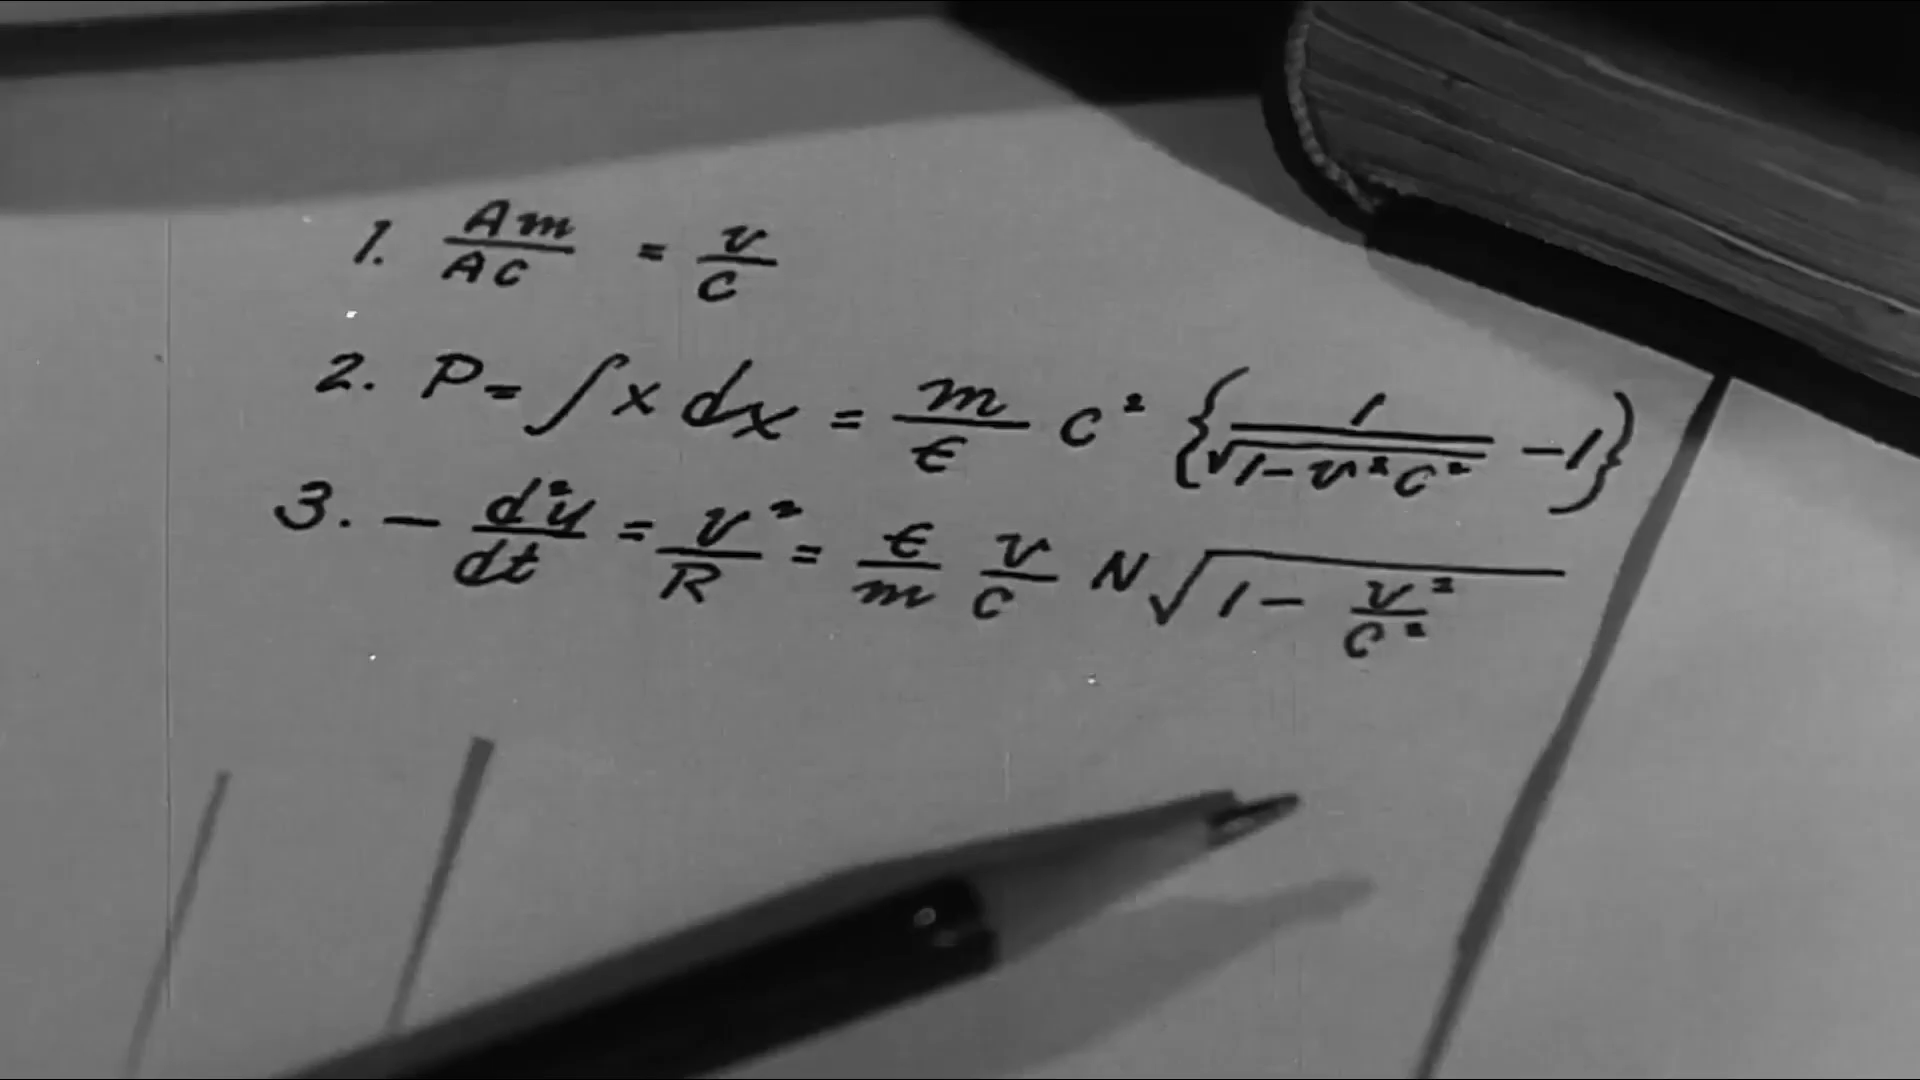 1. Am/AC = v/C
2. P = ∫ x dx = m/ϵ C² {1/√(1-v²C²) -1}
3. - d²y/dt = v²/R = ϵ/m v/C N√(1 - v²/C²)